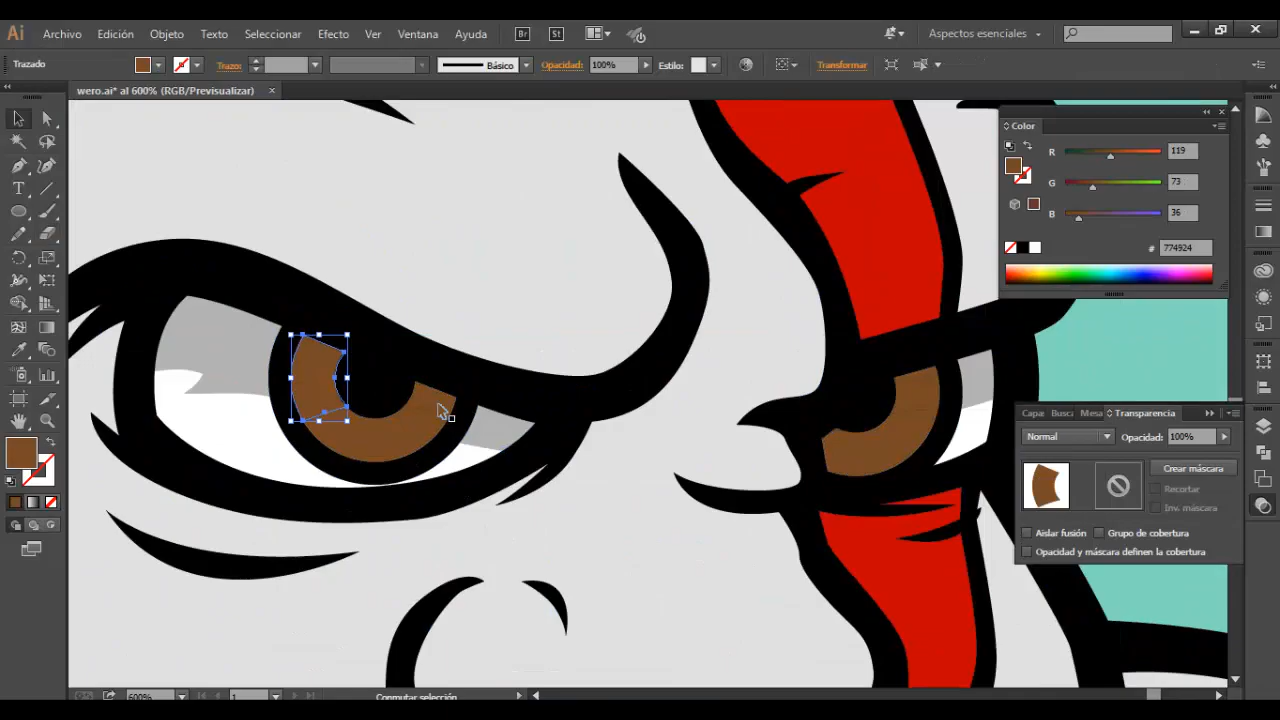 Ai Archivo Edición Objeto Texto Seleccionar Efecto Ver Ventana Ayuda Br St Aspectos esenciales
Trazado Trazo: Básico Opacidad: 100% Estilo: Transformar
wero.ai* al 600% (RGB/Previsualizar)
Color
R 119
G 73
B 36
# 774924
Capa Busc Mesa Transparencia
Normal Opacidad: 100%
Crear máscara
Recortar
Inv. máscara
Aislar fusión Grupo de cobertura
Opacidad y máscara definen la cobertura
600% 1 Conmutar selección